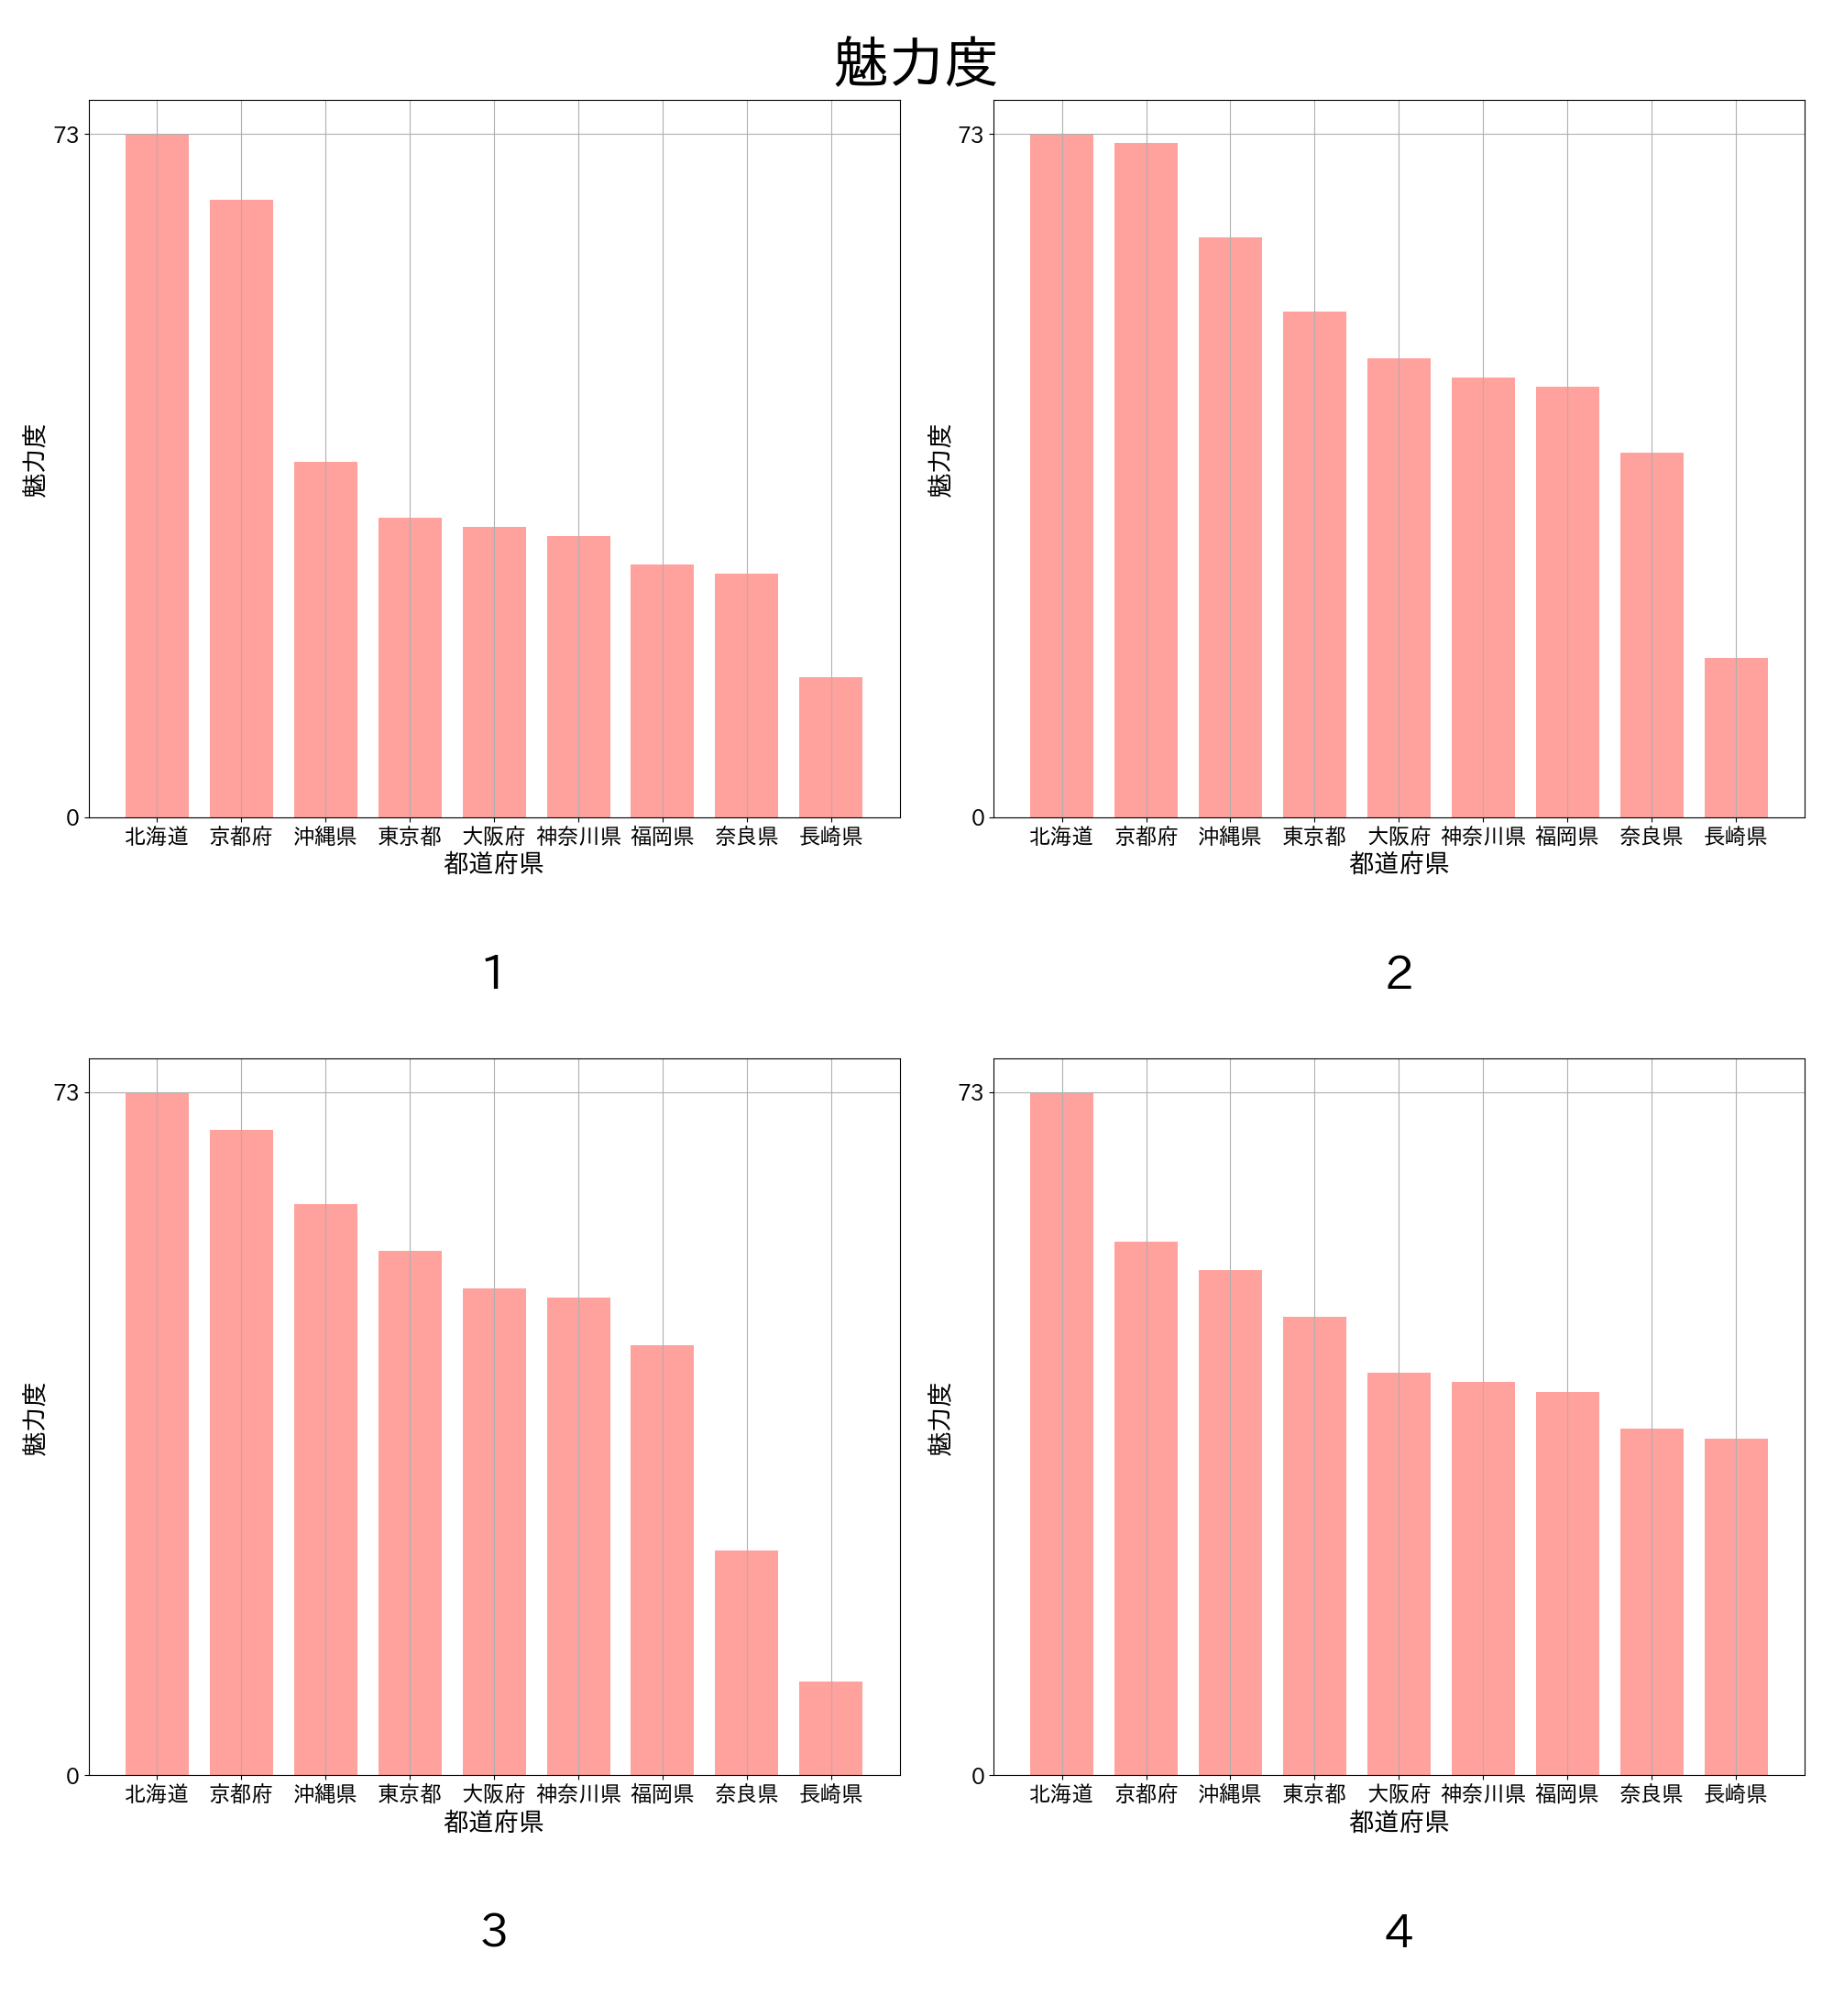 魅力度
73
0
魅力度
北海道 京都府 沖縄県 東京都 大阪府 神奈川県 福岡県 奈良県 長崎県
都道府県
1
73
0
魅力度
北海道 京都府 沖縄県 東京都 大阪府 神奈川県 福岡県 奈良県 長崎県
都道府県
2
73
0
魅力度
北海道 京都府 沖縄県 東京都 大阪府 神奈川県 福岡県 奈良県 長崎県
都道府県
3
73
0
魅力度
北海道 京都府 沖縄県 東京都 大阪府 神奈川県 福岡県 奈良県 長崎県
都道府県
4